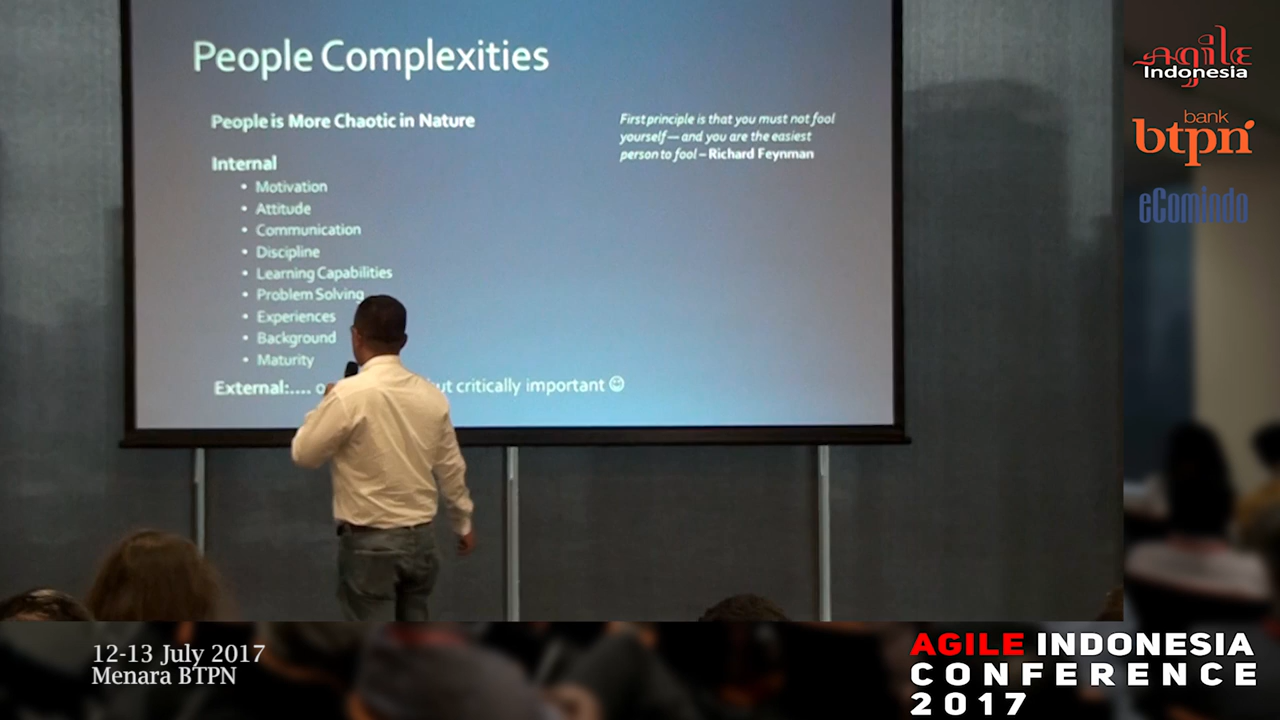 People Complexities
People is More Chaotic in Nature
First principle is that you must not fool
yourself— and you are the easiest
person to fool – Richard Feynman
Internal
• Motivation
• Attitude
• Communication
• Discipline
• Learning Capabilities
• Problem Solving
• Experiences
• Background
• Maturity
External:.... but critically important ☺
agile
Indonesia
bank
btpn
eComindo
12-13 July 2017
Menara BTPN
AGILE INDONESIA
CONFERENCE
2017